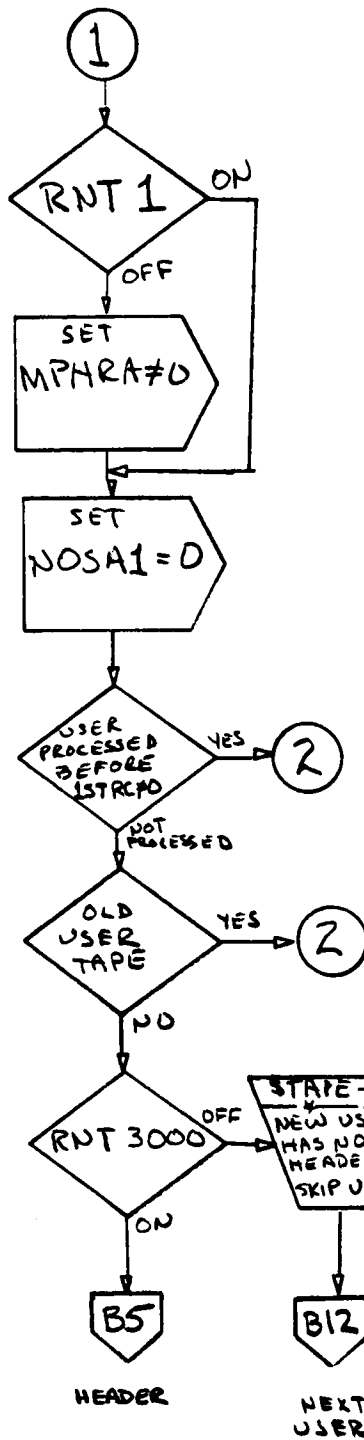 1
RNT 1
ON
OFF
SET
MPHRA≠0
SET
NOSA1=0
USER
PROCESSED
BEFORE
1STRC≠0
YES
2
NOT
PROCESSED
OLD
USER
TAPE
YES
2
NO
RNT 3000
OFF
ON
$TAPE-
NEW US
HAS NO
HEADE
SKIP U
B5
B12
HEADER
NEXT
USER